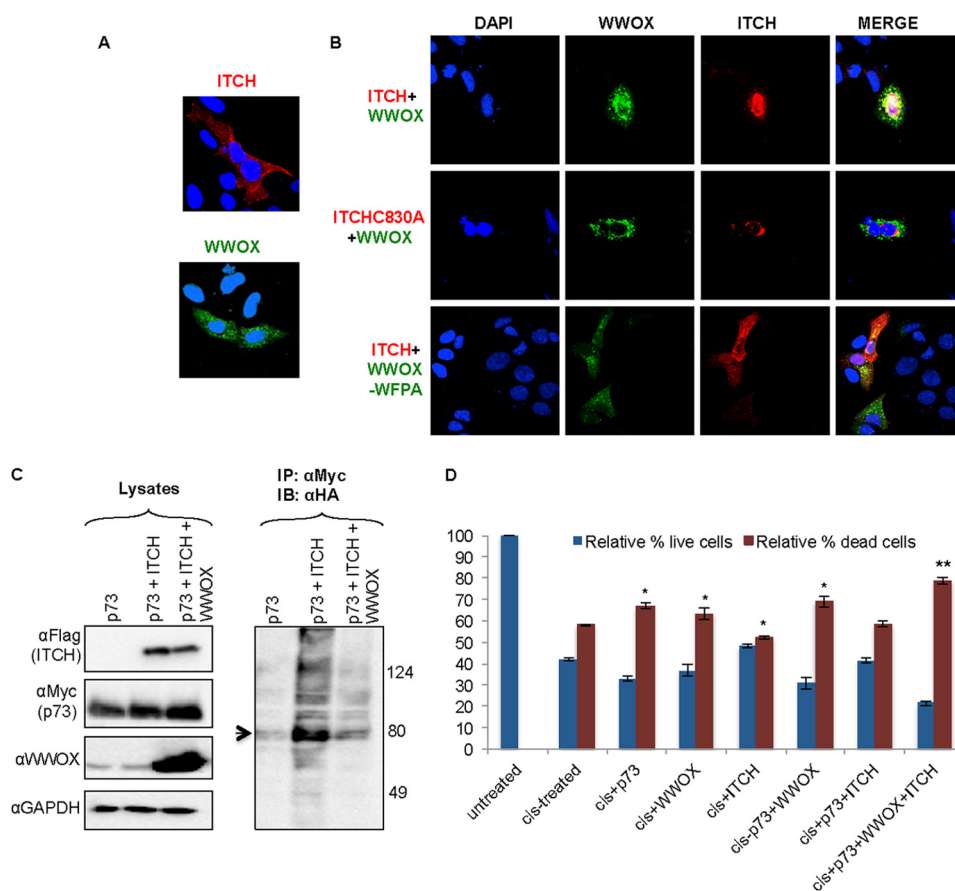 A
ITCH
WWOX
B
DAPI WWOX ITCH MERGE
ITCH+
WWOX
ITCHC830A
+WWOX
ITCH+
WWOX
-WFPA
C
Lysates
p73
p73 + ITCH
p73 + ITCH +
WWOX
αFlag
(ITCH)
αMyc
(p73)
αWWOX
αGAPDH
IP: αMyc
IB: αHA
p73
p73 + ITCH
p73 + ITCH +
WWOX
124
80
49
D
Relative % live cells Relative % dead cells
100
90
80
70
60
50
40
30
20
10
0
*
*
*
*
**
untreated
cis-treated
cis+p73
cis+WWOX
cis+ITCH
cis-p73+WWOX
cis+p73+ITCH
cis+p73+WWOX+ITCH